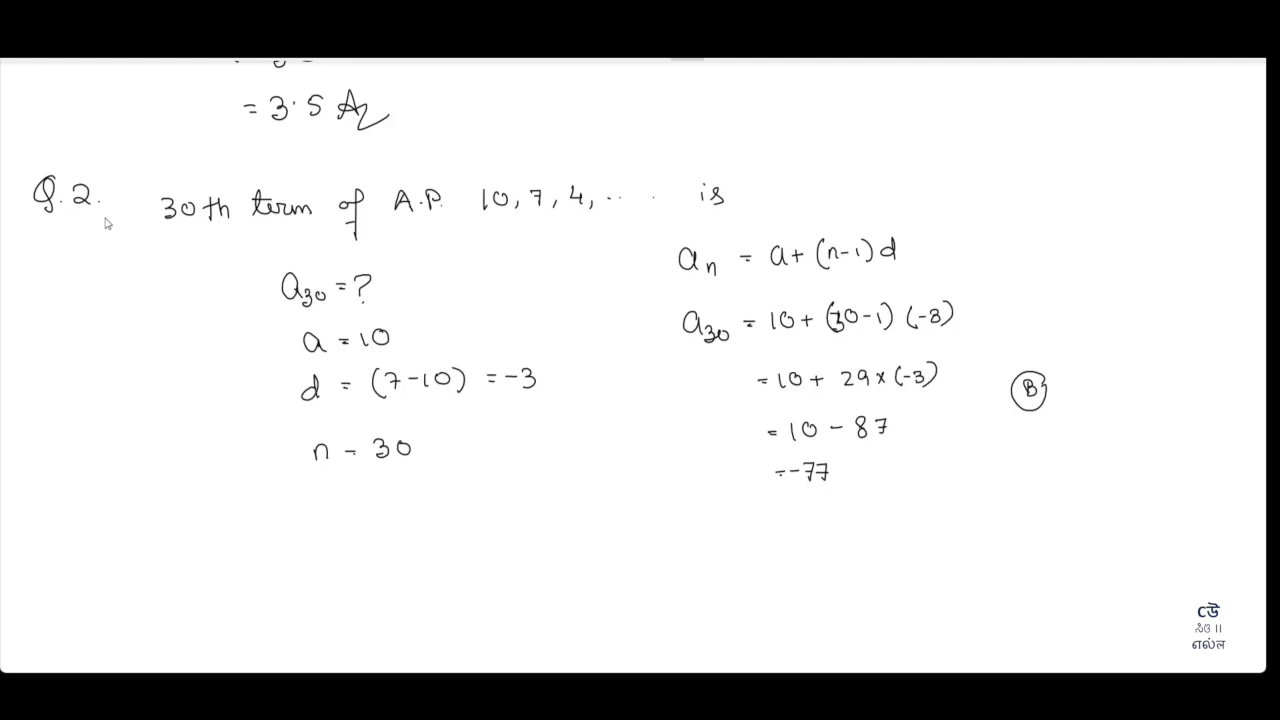 = 3.5 A
Q.2. 30th term of A.P. 10, 7, 4, ..... is
a30 = ?
a = 10
d = (7-10) = -3
n = 30
an = a + (n-1)d
a30 = 10 + (30-1) (-3)
= 10 + 29 x (-3)
= 10 - 87
= -77
B